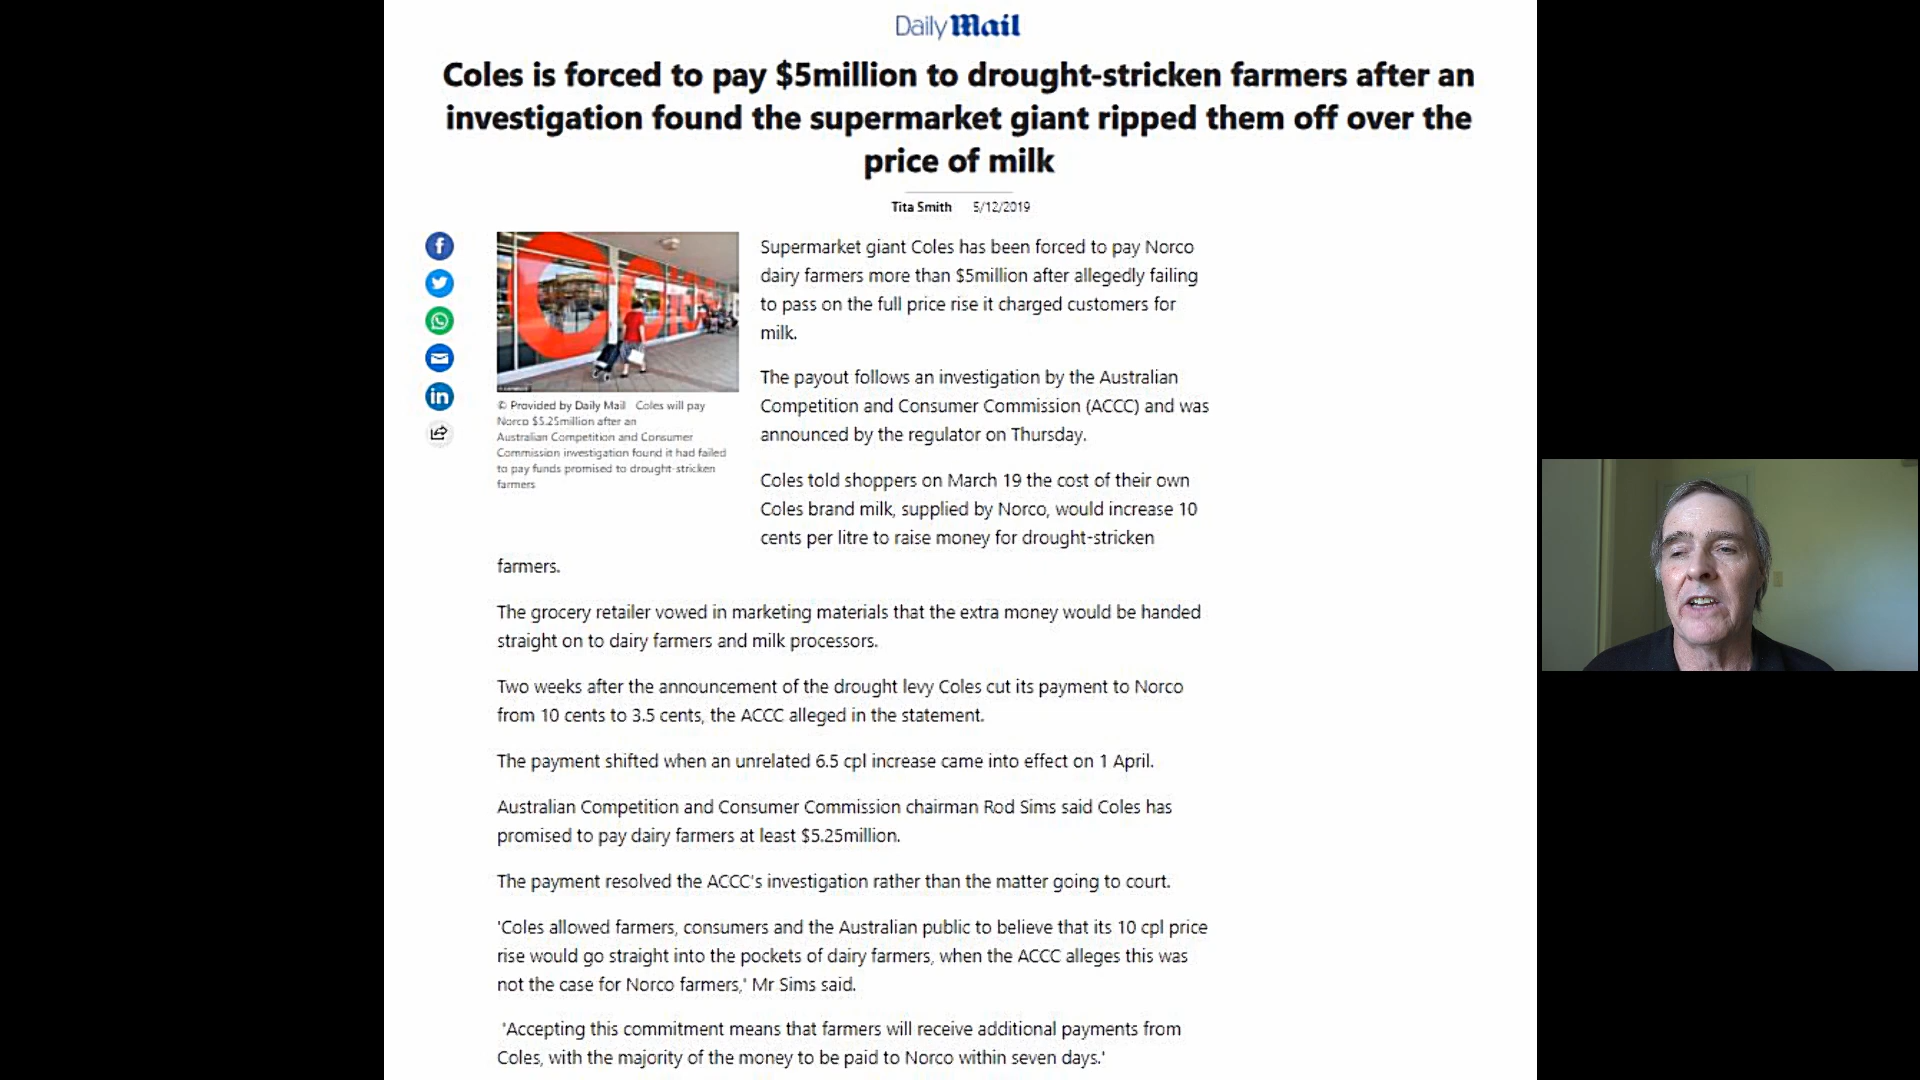 Daily Mail
Coles is forced to pay $5million to drought-stricken farmers after an
investigation found the supermarket giant ripped them off over the
price of milk
Tita Smith 5/12/2019
Supermarket giant Coles has been forced to pay Norco
dairy farmers more than $5million after allegedly failing
to pass on the full price rise it charged customers for
milk.
The payout follows an investigation by the Australian
Competition and Consumer Commission (ACCC) and was
announced by the regulator on Thursday.
© Provided by Daily Mail Coles will pay
Norco $5.25million after an
Australian Competition and Consumer
Commission investigation found it had failed
to pay funds promised to drought-stricken
farmers
Coles told shoppers on March 19 the cost of their own
Coles brand milk, supplied by Norco, would increase 10
cents per litre to raise money for drought-stricken
farmers.
The grocery retailer vowed in marketing materials that the extra money would be handed
straight on to dairy farmers and milk processors.
Two weeks after the announcement of the drought levy Coles cut its payment to Norco
from 10 cents to 3.5 cents, the ACCC alleged in the statement.
The payment shifted when an unrelated 6.5 cpl increase came into effect on 1 April.
Australian Competition and Consumer Commission chairman Rod Sims said Coles has
promised to pay dairy farmers at least $5.25million.
The payment resolved the ACCC's investigation rather than the matter going to court.
'Coles allowed farmers, consumers and the Australian public to believe that its 10 cpl price
rise would go straight into the pockets of dairy farmers, when the ACCC alleges this was
not the case for Norco farmers,' Mr Sims said.
'Accepting this commitment means that farmers will receive additional payments from
Coles, with the majority of the money to be paid to Norco within seven days.'